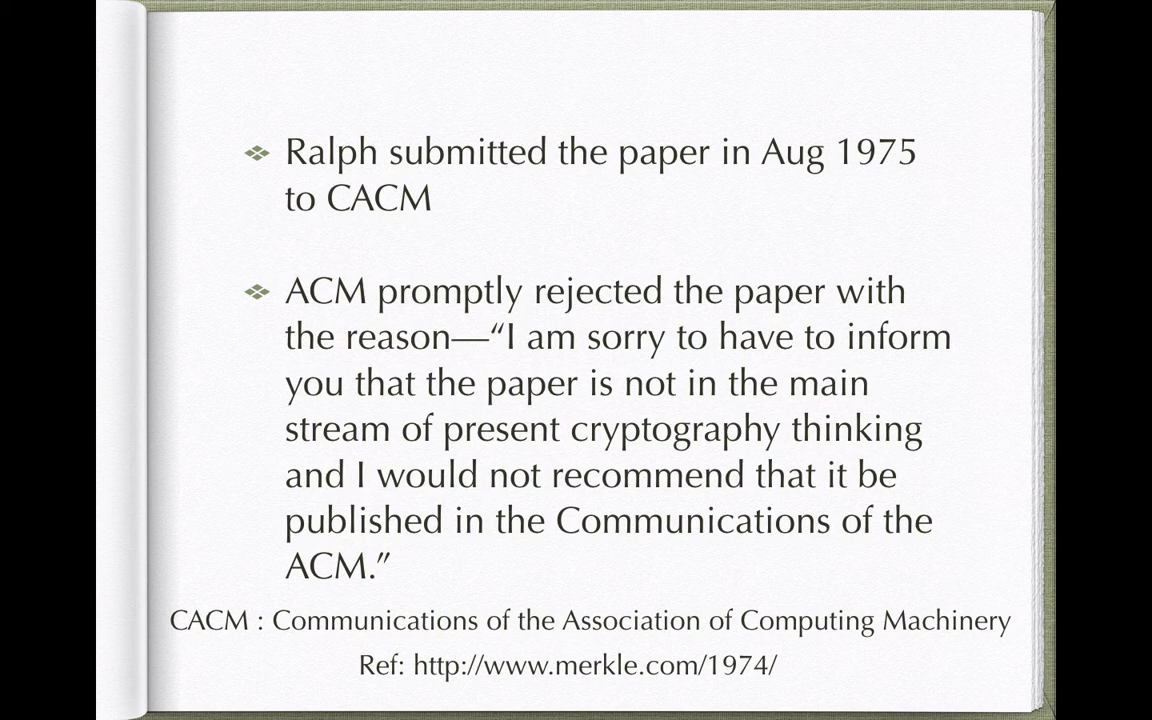 Ralph submitted the paper in Aug 1975
to CACM
ACM promptly rejected the paper with
the reason—“I am sorry to have to inform
you that the paper is not in the main
stream of present cryptography thinking
and I would not recommend that it be
published in the Communications of the
ACM.”
CACM : Communications of the Association of Computing Machinery
Ref: http://www.merkle.com/1974/